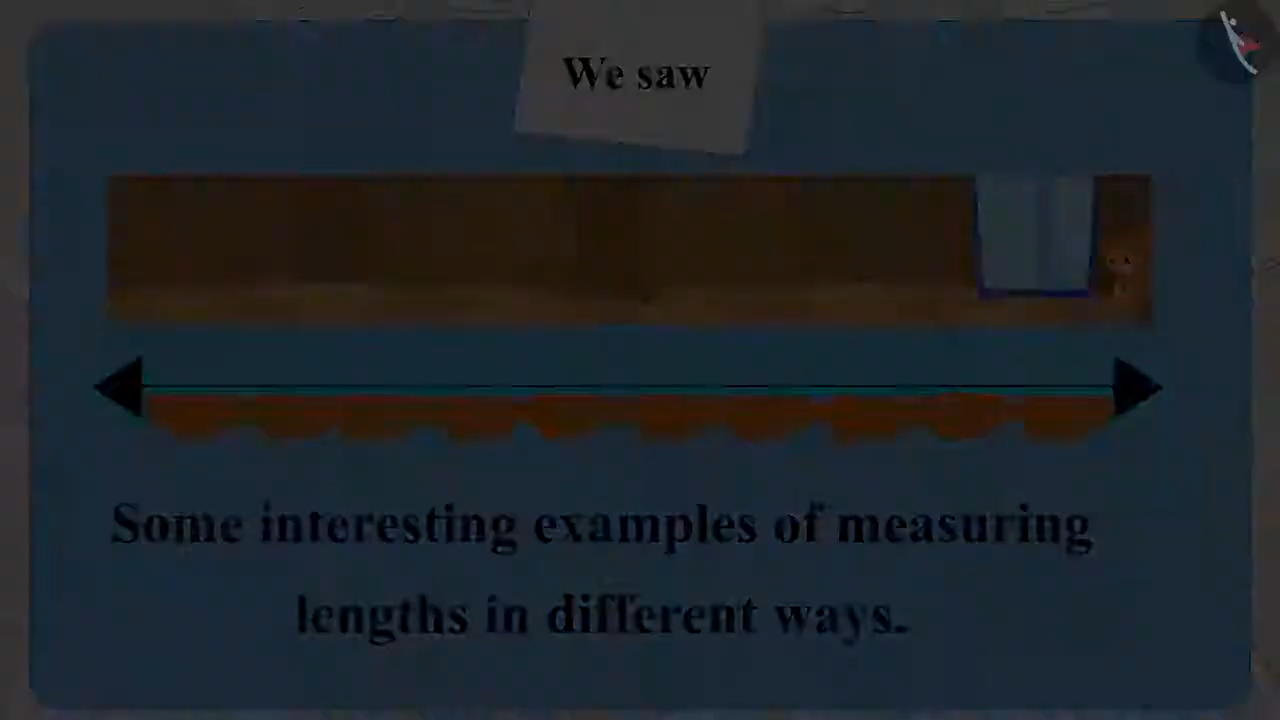 We saw
Some interesting examples of measuring
lengths in different ways.